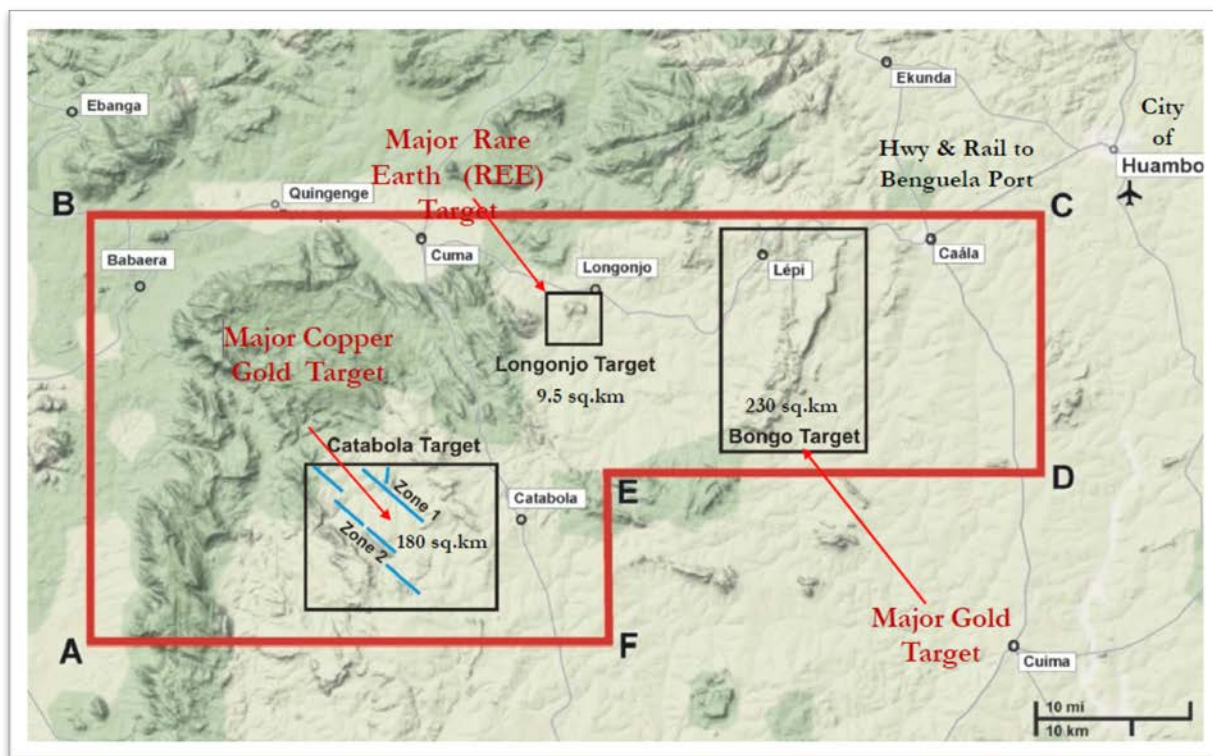 Ebanga
Ekunda
City
of
Huambo
Major Rare
Earth (REE)
Target
Hwy & Rail to
Benguela Port
B
Quingenge
C
Babaera
Cuma
Longonjo
Lépi
Caála
Major Copper
Gold Target
Longonjo Target
9.5 sq.km
230 sq.km
Bongo Target
Catabola Target
Zone 1
Zone 2
180 sq.km
Catabola
E
D
A
F
Major Gold
Target
Cuima
10 mi
10 km